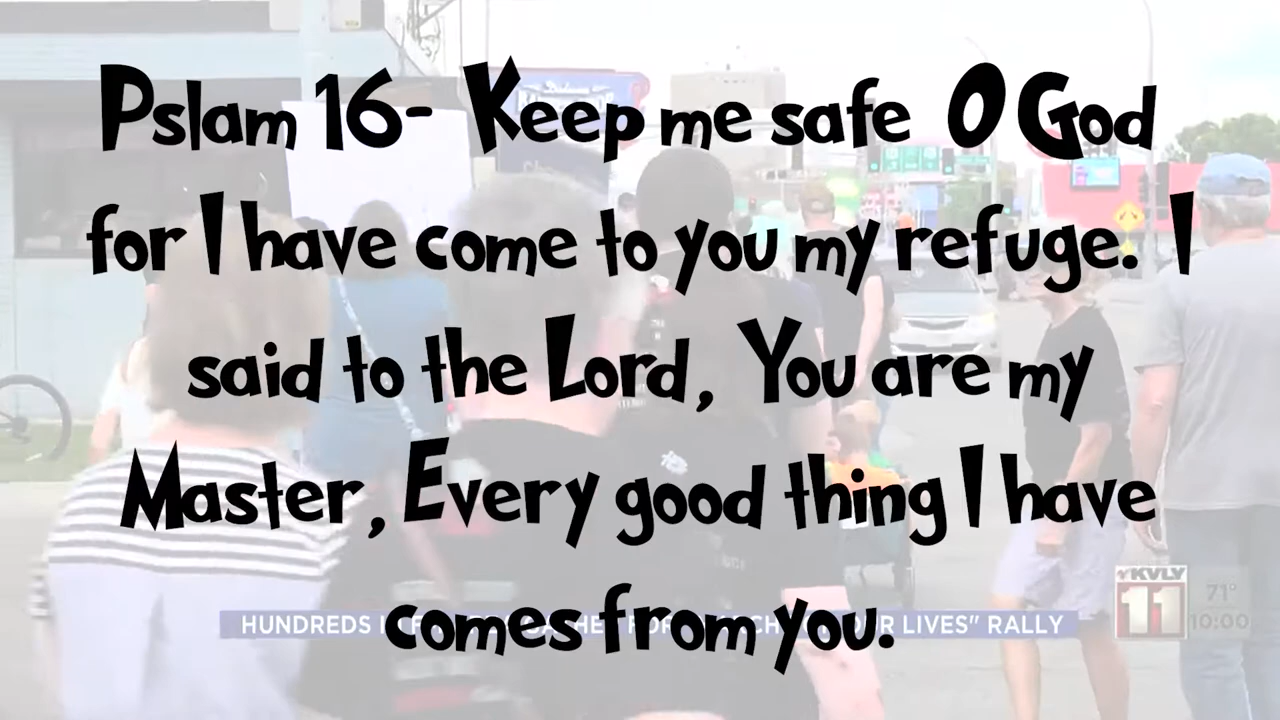 Pslam 16- Keep me safe O God
for I have come to you my refuge. I
said to the Lord, You are my
Master, Every good thing I have
comes from you.
HUNDREDS LIVES" RALLY
KVLY
11
71°
10:00